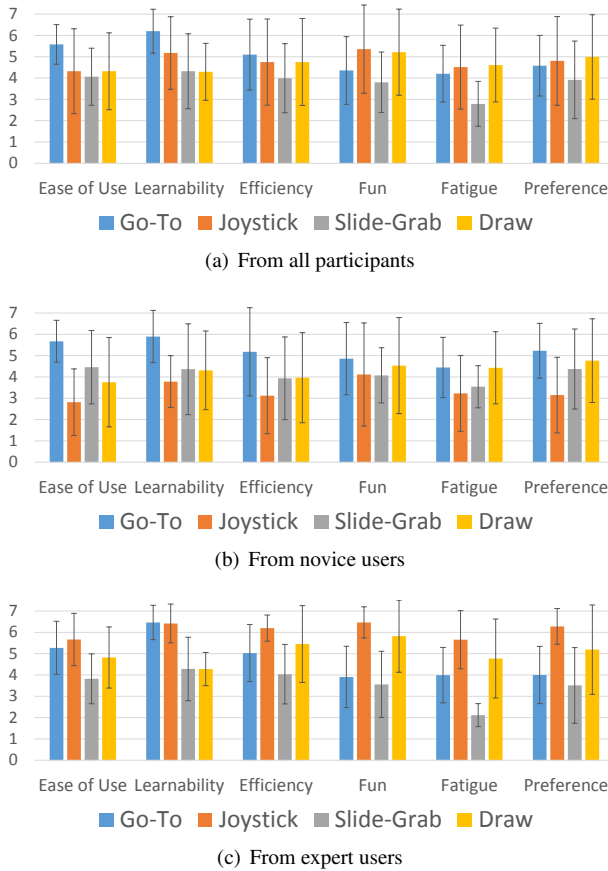 7
6
5
4
3
2
1
0
Ease of Use Learnability Efficiency Fun Fatigue Preference
Go-To Joystick Slide-Grab Draw
(a) From all participants
7
6
5
4
3
2
1
0
Ease of Use Learnability Efficiency Fun Fatigue Preference
Go-To Joystick Slide-Grab Draw
(b) From novice users
7
6
5
4
3
2
1
0
Ease of Use Learnability Efficiency Fun Fatigue Preference
Go-To Joystick Slide-Grab Draw
(c) From expert users